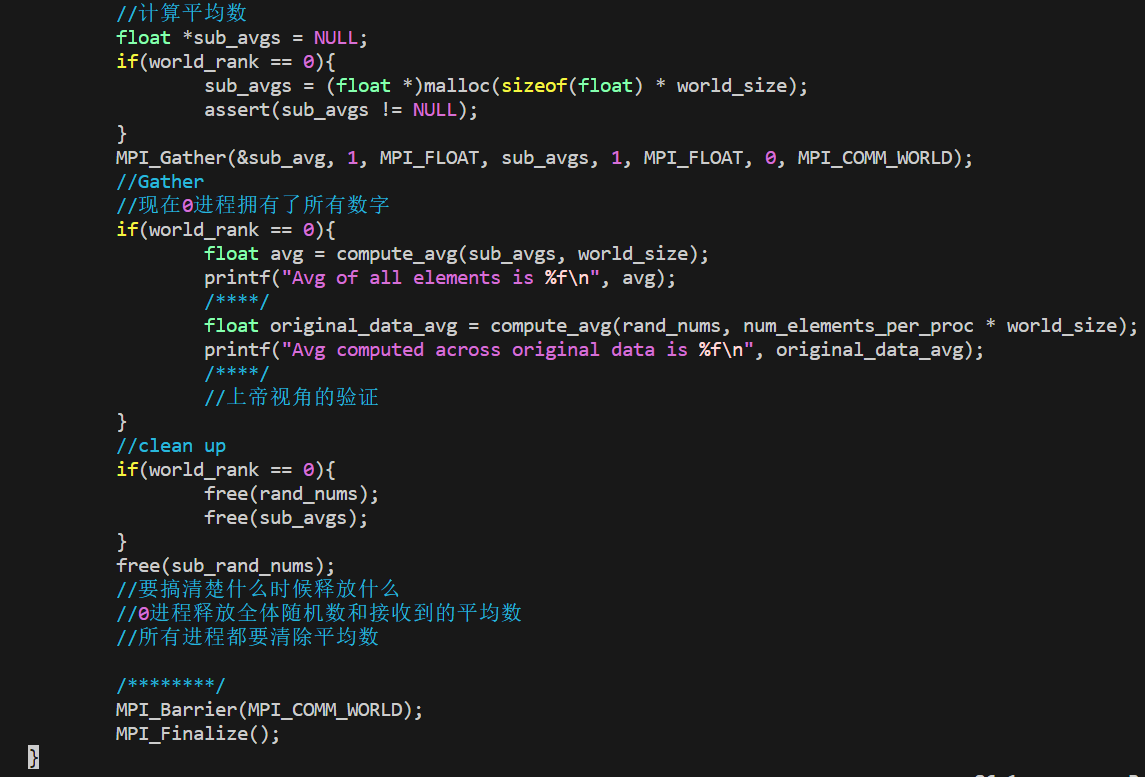 //计算平均数
float *sub_avgs = NULL;
if(world_rank == 0){
sub_avgs = (float *)malloc(sizeof(float) * world_size);
assert(sub_avgs != NULL);
}
MPI_Gather(&sub_avg, 1, MPI_FLOAT, sub_avgs, 1, MPI_FLOAT, 0, MPI_COMM_WORLD);
//Gather
//现在0进程拥有了所有数字
if(world_rank == 0){
float avg = compute_avg(sub_avgs, world_size);
printf("Avg of all elements is %f\n", avg);
/****/
float original_data_avg = compute_avg(rand_nums, num_elements_per_proc * world_size);
printf("Avg computed across original data is %f\n", original_data_avg);
/****/
//上帝视角的验证
}
//clean up
if(world_rank == 0){
free(rand_nums);
free(sub_avgs);
}
free(sub_rand_nums);
//要搞清楚什么时候释放什么
//0进程释放全体随机数和接收到的平均数
//所有进程都要清除平均数
/********/
MPI_Barrier(MPI_COMM_WORLD);
MPI_Finalize();
}